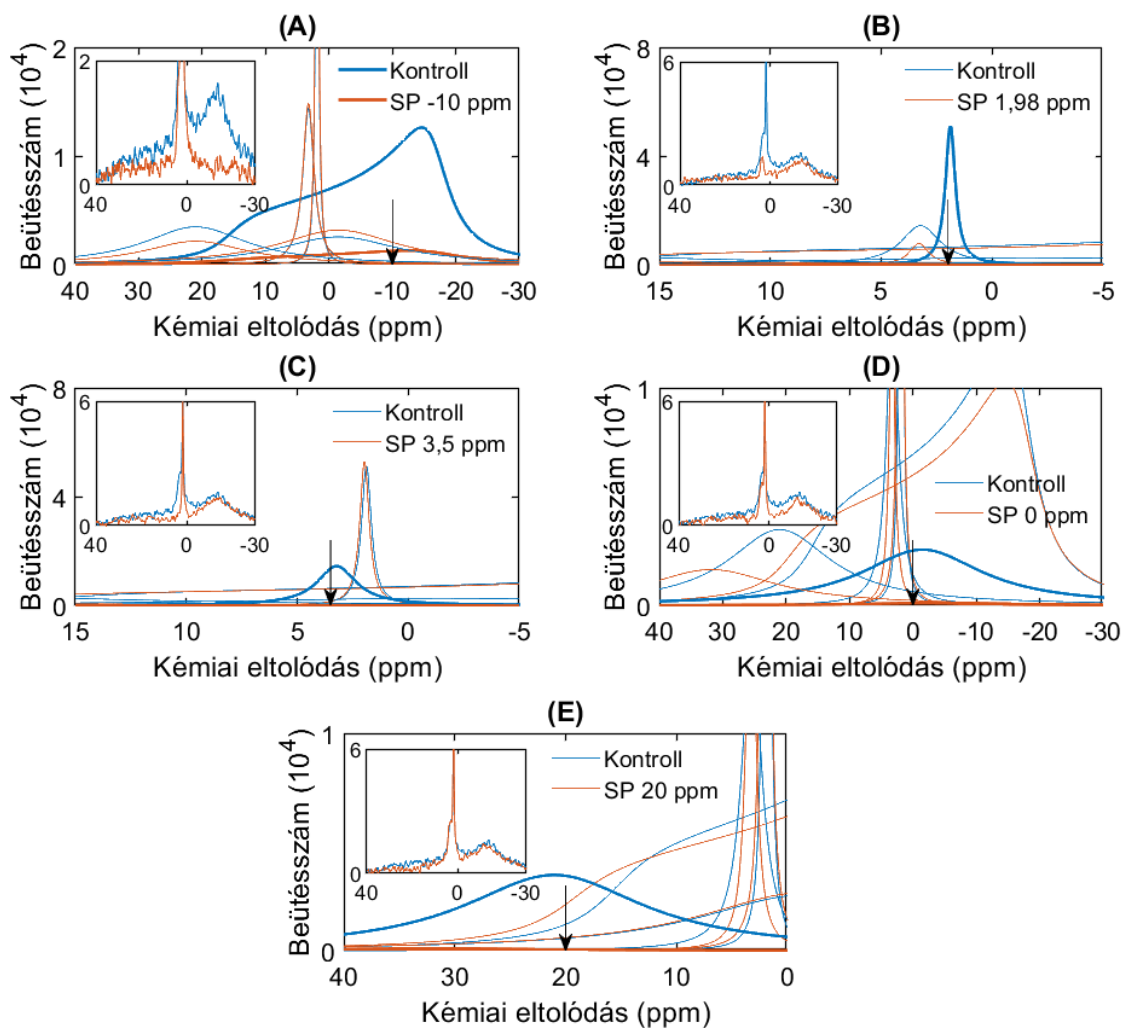 (A)
Beütésszám (10⁴)
2
1
0
2
0
40 0 -30
Kontroll
SP -10 ppm
40 30 20 10 0 -10 -20 -30
Kémiai eltolódás (ppm)
(B)
Beütésszám (10⁴)
8
4
0
6
0
40 0 -30
Kontroll
SP 1,98 ppm
15 10 5 0 -5
Kémiai eltolódás (ppm)
(C)
Beütésszám (10⁴)
8
4
0
6
0
40 0 -30
Kontroll
SP 3,5 ppm
15 10 5 0 -5
Kémiai eltolódás (ppm)
(D)
Beütésszám (10⁴)
1
0
6
0
40 -5 -30
Kontroll
SP 0 ppm
40 30 20 10 0 -10 -20 -30
Kémiai eltolódás (ppm)
(E)
Beütésszám (10⁴)
1
0
6
0
40 0 -30
Kontroll
SP 20 ppm
40 30 20 10 0
Kémiai eltolódás (ppm)